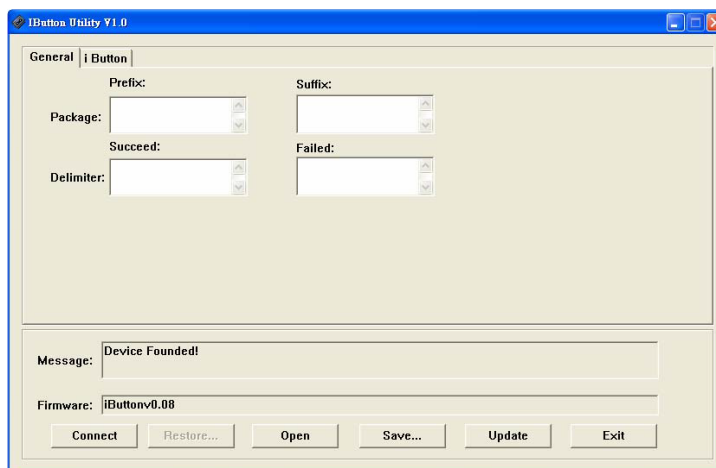 IButton Utility V1.0
General i Button
Prefix: Suffix:
Package:
Succeed: Failed:
Delimiter:
Message: Device Founded!
Firmware: iButtonv0.08
Connect Restore... Open Save... Update Exit